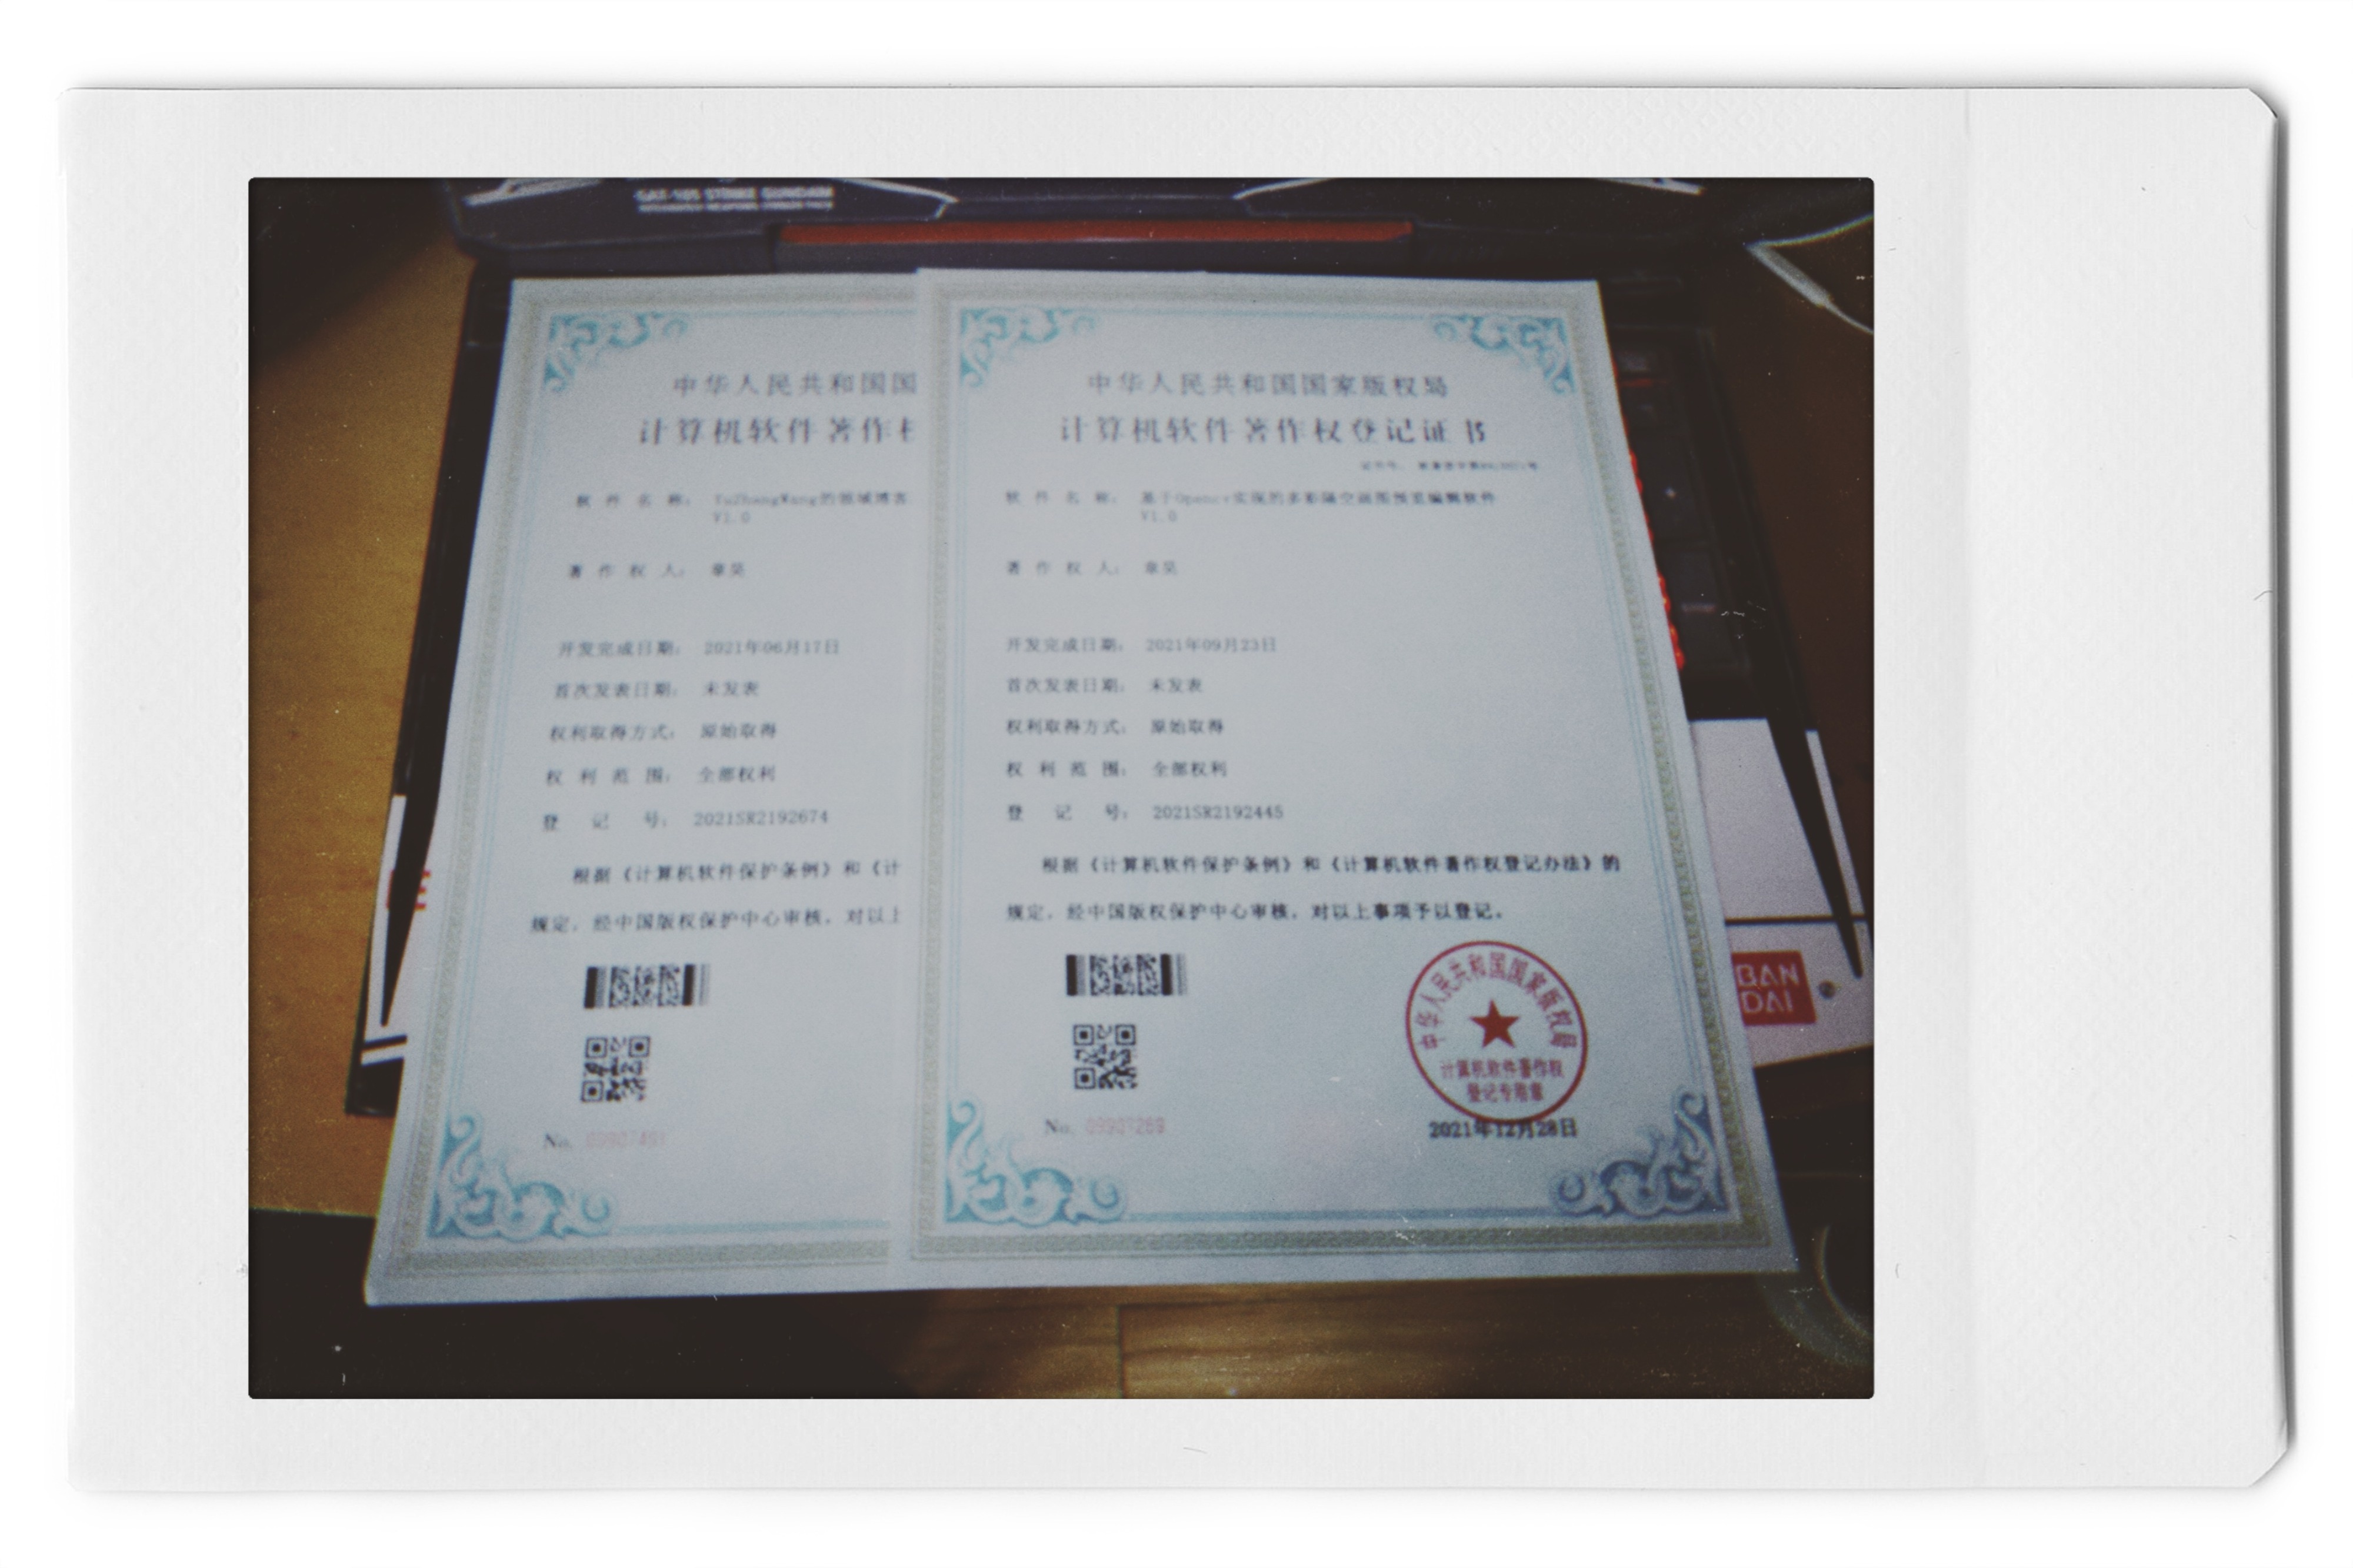 GAT-105 STRIKE GUNDAM
中华人民共和国国
计算机软件著作权
软件名称: YuZhangWang的领域博客
V1.0
著作权人:
开发完成日期: 2021年06月17日
首次发表日期: 未发表
权利取得方式: 原始取得
权利范围: 全部权利
登记号: 2021SR2192674
根据《计算机软件保护条例》和《计
规定,经中国版权保护中心审核,对以上
No.
中华人民共和国国家版权局
计算机软件著作权登记证书
证书号:
软件名称: 基于Opencv实现的多彩隔空画图预览编辑软件
V1.0
著作权人:
开发完成日期: 2021年09月23日
首次发表日期: 未发表
权利取得方式: 原始取得
权利范围: 全部权利
登记号: 2021SR2192445
根据《计算机软件保护条例》和《计算机软件著作权登记办法》的
规定,经中国版权保护中心审核,对以上事项予以登记。
中华人民共和国国家版权局
计算机软件著作权
登记专用章
No. 09907269
2021年12月28日
BAN
DAI